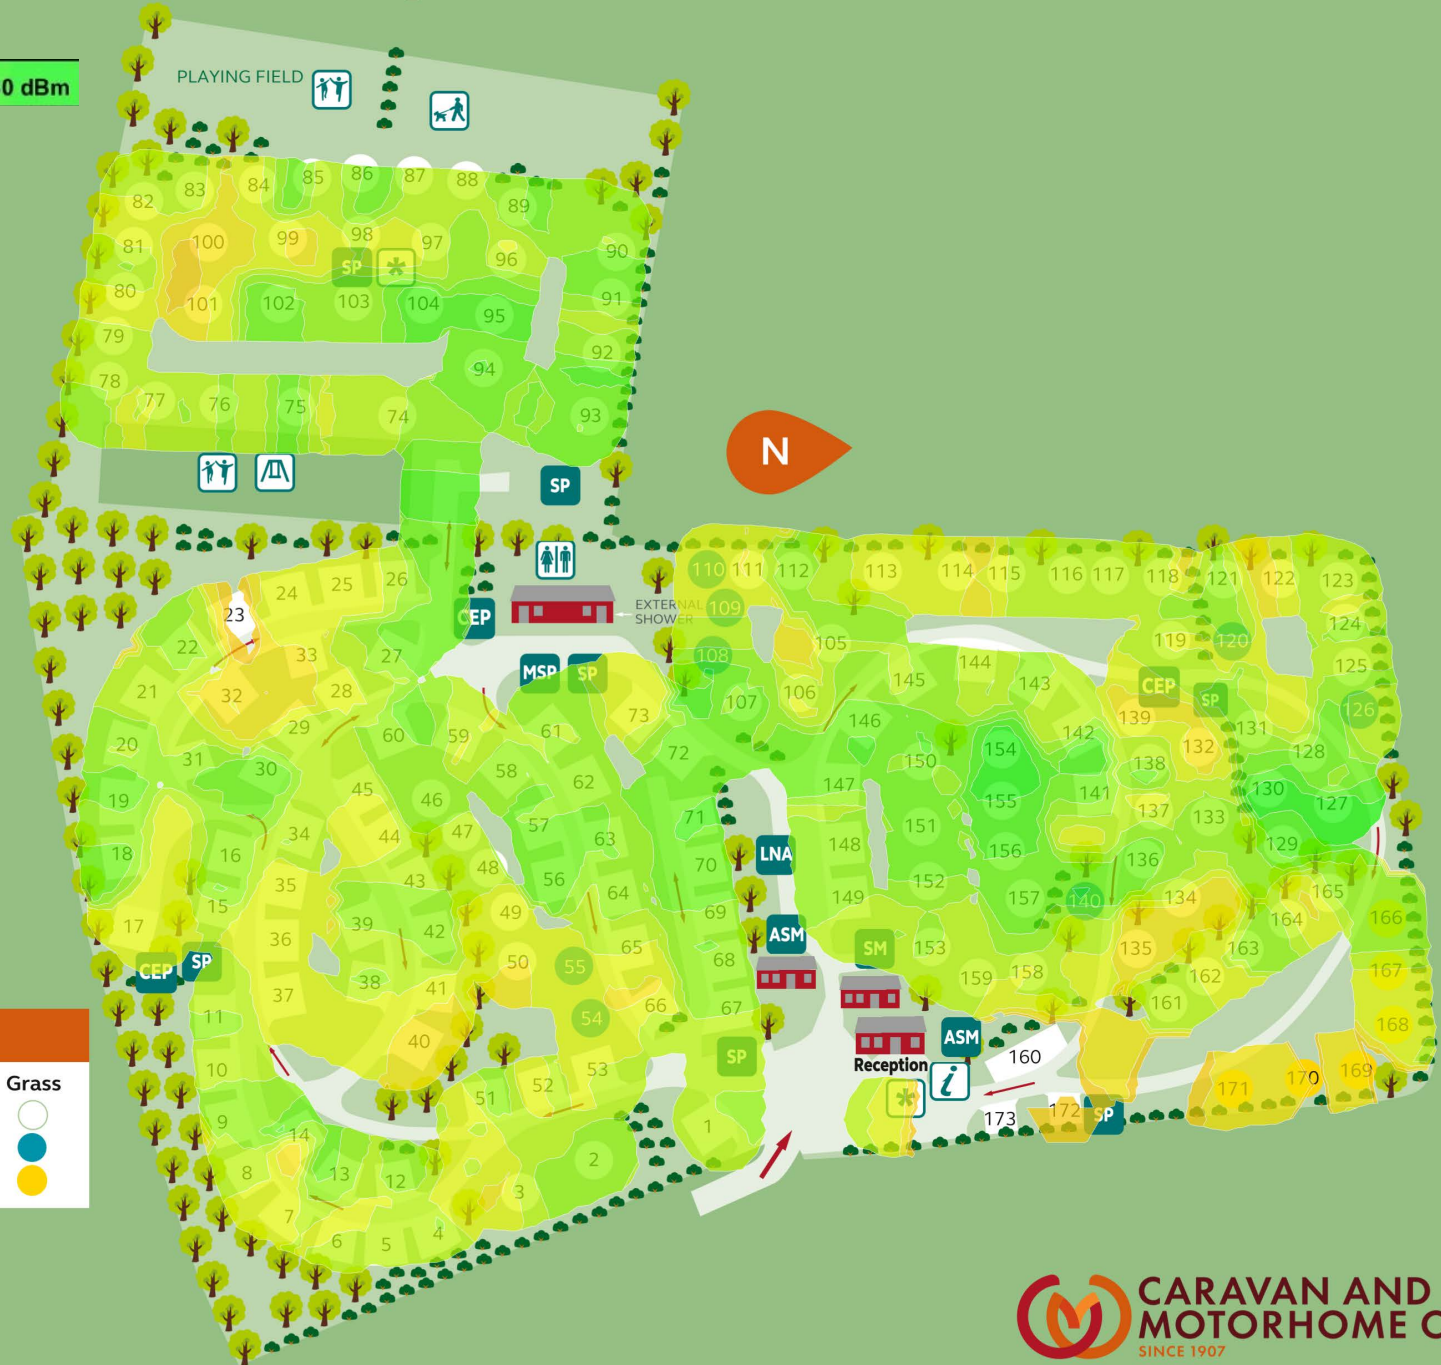 0 dBm
PLAYING FIELD
82 83 84 85 86 87 88 89
81 100 99 98 97 96 90
SP *
80 101 102 103 104 95 91
79 94 92
78 77 76 75 74 93
N
SP
110 111 112 113 114 115 116 117 118 121 122 123
23 24 25 26 CEP EXTERNAL
SHOWER
109 124
22 33 27 108 105 119 120 125
21 32 28 MSP SP 107 106 145 144 143 CEP SP 126
20 29 60 59 61 73 146 142 139 131
31 30 58 62 72 150 154 138 132 128
19 45 46 57 63 71 147 155 141 137 133 130 127
18 16 34 44 47 48 56 70 LNA 148 151 156 136 129
17 15 35 43 49 64 69 149 152 157 140 134 164 165
36 39 42 50 55 65 68 ASM SM 153 135 163 166
CEP SP 37 38 41 54 66 67 159 158 162 161 167
11 40 53 SP Reception ASM 160 168
10 51 52 i 171 170 169
Grass
9 14 1 * 173 172 SP
8 13 12 2
7 3
6 5 4
CARAVAN AND
MOTORHOME C
SINCE 1907